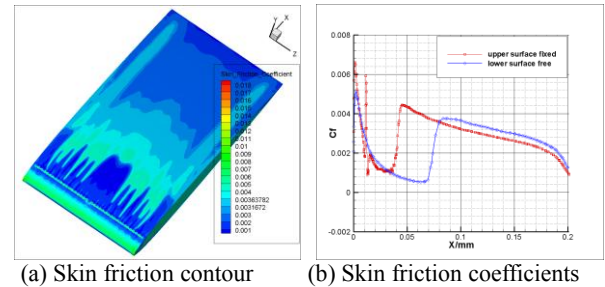 Y
X
Z
Skin Friction Coefficient
0.018
0.016
0.015
0.014
0.013
0.012
0.011
0.01
0.009
0.008
0.007
0.006
0.005
0.004
0.00363782
0.0031672
0.003
0.002
0.001
0.008
0.006
0.004
0.002
0
-0.002
Cf
upper surface fixed
lower surface free
0 0.05 0.1 0.15 0.2
X/mm
(a) Skin friction contour
(b) Skin friction coefficients